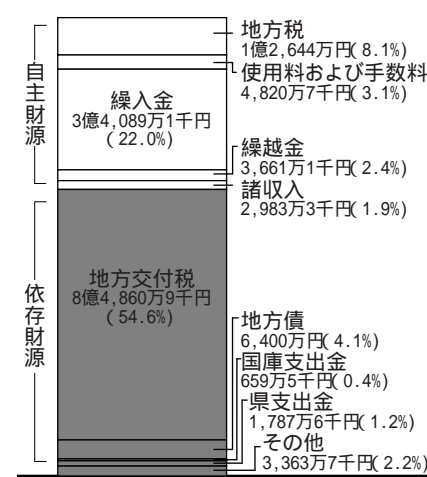 自主財源
地方税
1億2,644万円(8.1%)
使用料および手数料
4,820万7千円(3.1%)
繰入金
3億4,089万1千円
(22.0%)
繰越金
3,661万1千円(2.4%)
諸収入
2,983万3千円(1.9%)
依存財源
地方交付税
8億4,860万9千円
(54.6%)
地方債
6,400万円(4.1%)
国庫支出金
659万5千円(0.4%)
県支出金
1,787万6千円(1.2%)
その他
3,363万7千円(2.2%)